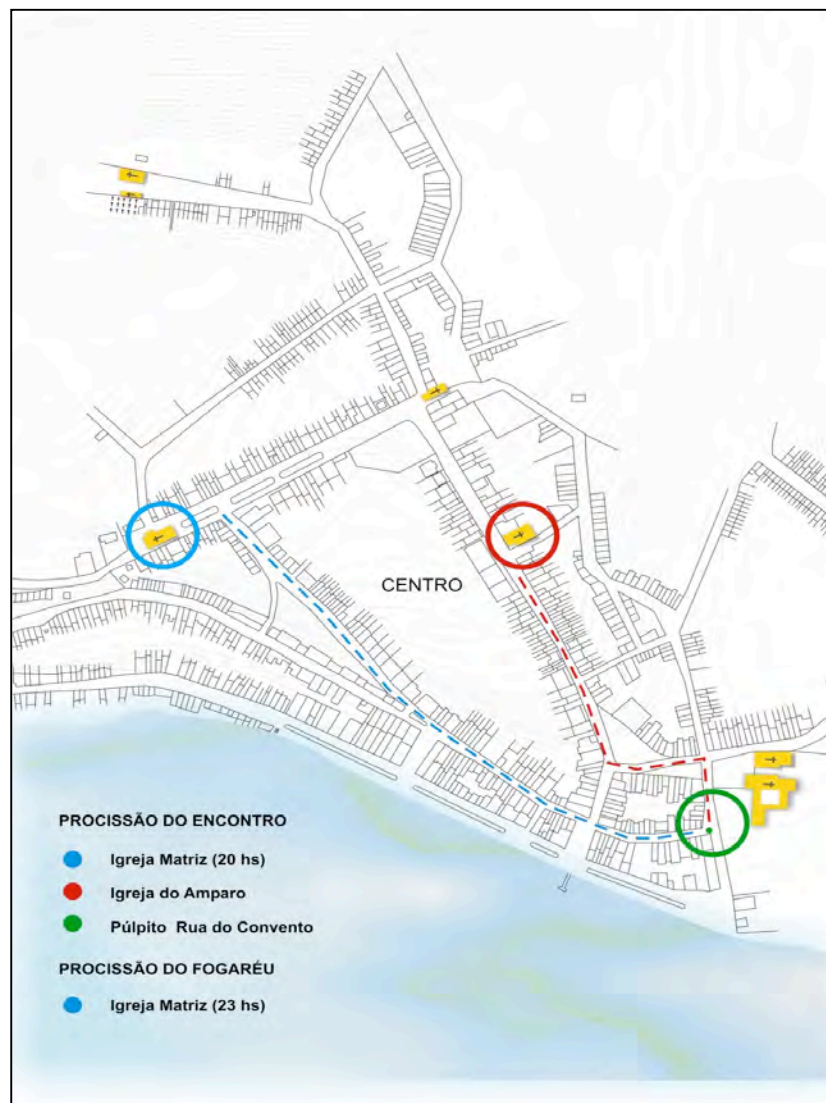 CENTRO
PROCISSÃO DO ENCONTRO
Igreja Matriz (20 hs)
Igreja do Amparo
Púlpito Rua do Convento
PROCISSÃO DO FOGARÉU
Igreja Matriz (23 hs)